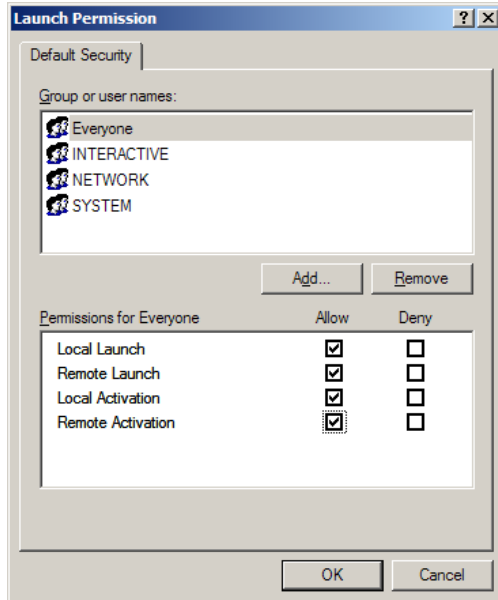 Launch Permission
Default Security
Group or user names:
Everyone
INTERACTIVE
NETWORK
SYSTEM
Add... Remove
Permissions for Everyone Allow Deny
Local Launch
Remote Launch
Local Activation
Remote Activation
OK Cancel